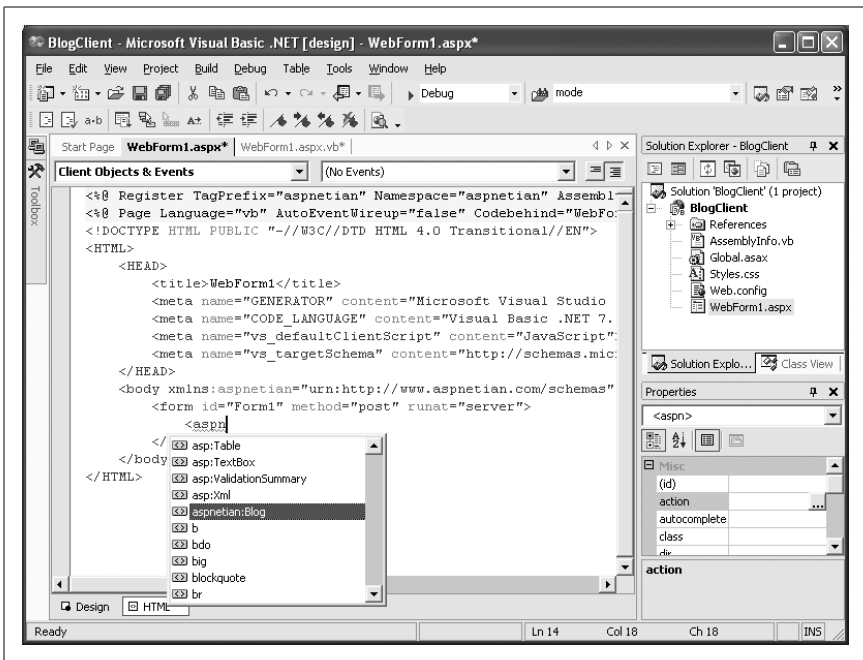 BlogClient - Microsoft Visual Basic .NET [design] - WebForm1.aspx*
File Edit View Project Build Debug Table Tools Window Help
Debug mode
a·b
Start Page WebForm1.aspx* WebForm1.aspx.vb*
Client Objects & Events (No Events)
Toolbox
<%@ Register TagPrefix="aspnetian" Namespace="aspnetian" Assembl
<%@ Page Language="vb" AutoEventWireup="false" Codebehind="WebFo
<!DOCTYPE HTML PUBLIC "-//W3C//DTD HTML 4.0 Transitional//EN">
<HTML>
<HEAD>
<title>WebForm1</title>
<meta name="GENERATOR" content="Microsoft Visual Studio
<meta name="CODE_LANGUAGE" content="Visual Basic .NET 7.
<meta name="vs_defaultClientScript" content="JavaScript"
<meta name="vs_targetSchema" content="http://schemas.mic
</HEAD>
<body xmlns:aspnetian="urn:http://www.aspnetian.com/schemas"
<form id="Form1" method="post" runat="server">
<aspn
</
</body
</HTML>
asp:Table
asp:TextBox
asp:ValidationSummary
asp:Xml
aspnetian:Blog
b
bdo
big
blockquote
br
Design HTML
Solution Explorer - BlogClient
Solution 'BlogClient' (1 project)
BlogClient
References
AssemblyInfo.vb
Global.asax
Styles.css
Web.config
WebForm1.aspx
Solution Explo... Class View
Properties
<aspn>
Misc
(id)
action ...
autocomplete
class
dir
action
Ready Ln 14 Col 18 Ch 18 INS